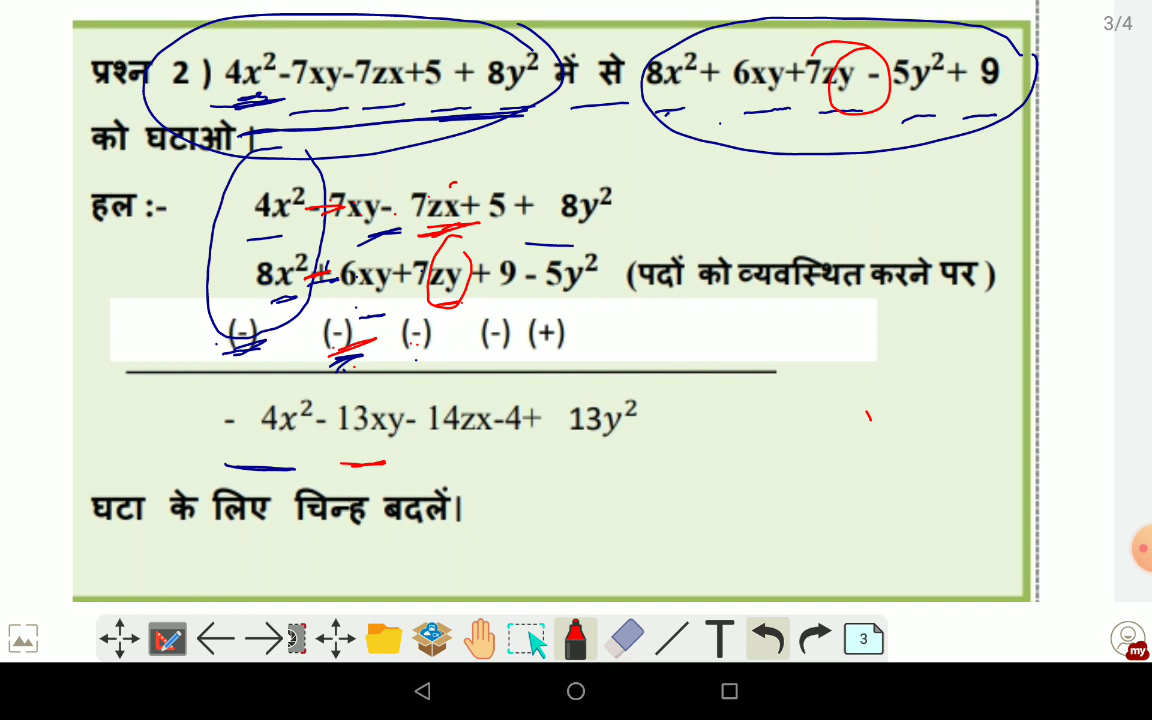 3/4
प्रश्न 2 ) 4x²-7xy-7zx+5 + 8y² में से 8x²+ 6xy+7zy - 5y²+ 9
को घटाओ |
हल :- 4x² - 7xy- 7zx+ 5 + 8y²
8x² + 6xy+7zy + 9 - 5y² (पदों को व्यवस्थित करने पर )
(-) (-) (-) (-) (+)
- 4x²- 13xy- 14zx-4+ 13y²
घटा के लिए चिन्ह बदलें।
T 3 my